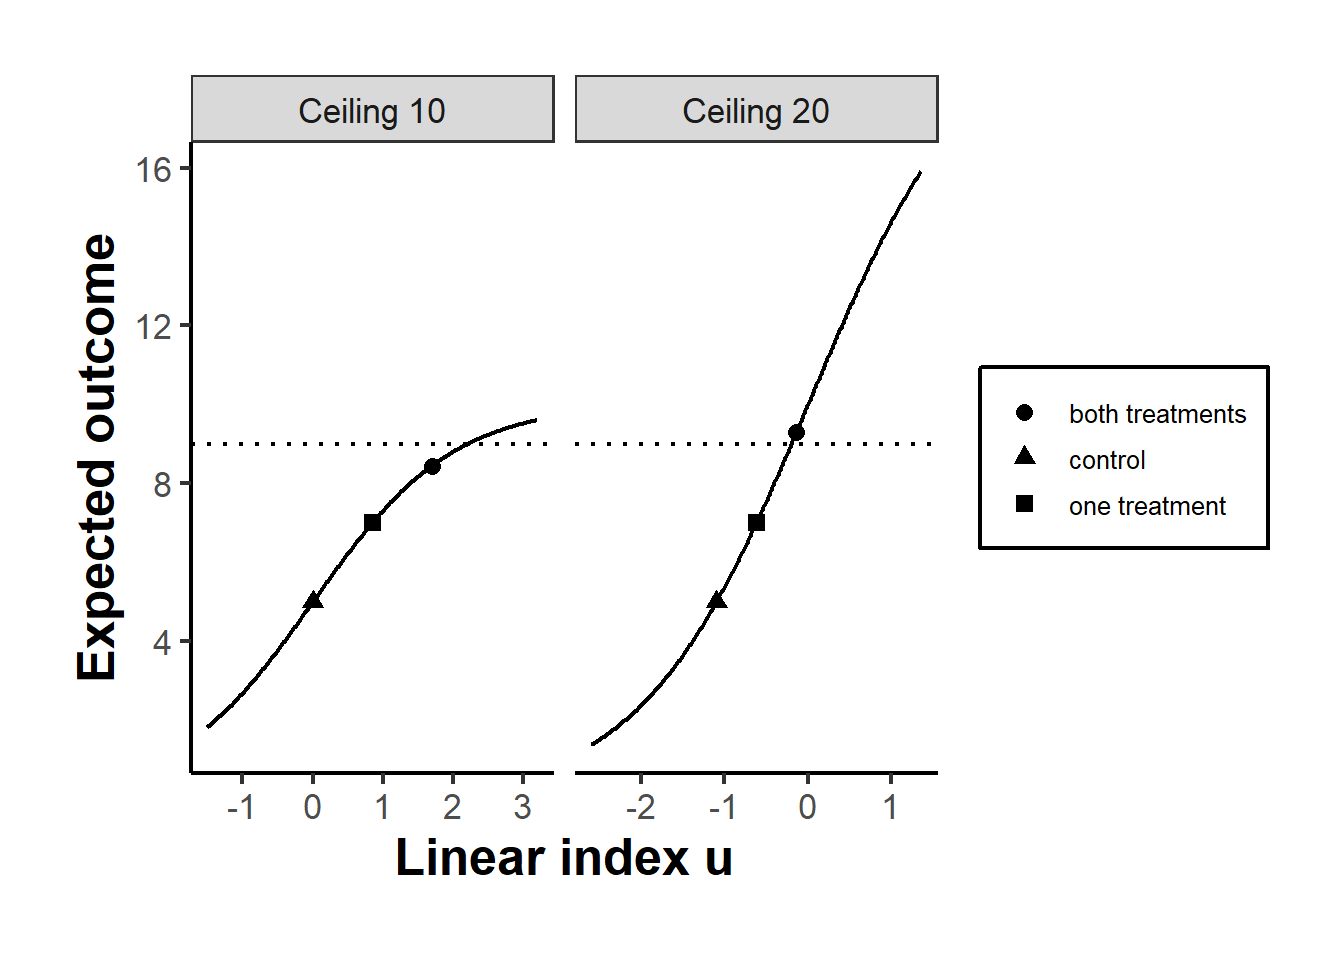 Ceiling 10
Ceiling 20
Expected outcome
16
12
8
4
-1 0 1 2 3
-2 -1 0 1
Linear index u
both treatments
control
one treatment